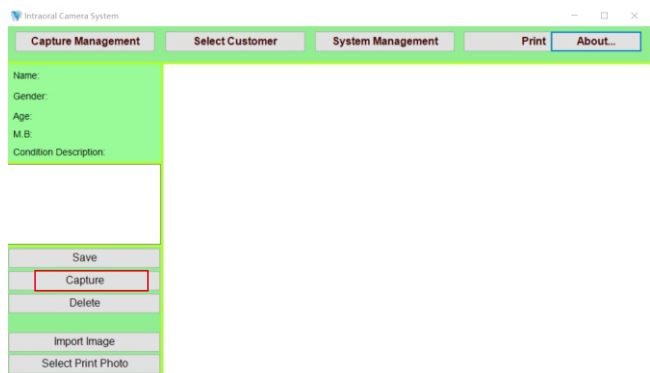 Intraoral Camera System
Capture Management Select Customer System Management Print About...
Name:
Gender:
Age:
M.B:
Condition Description:
Save
Capture
Delete
Import Image
Select Print Photo